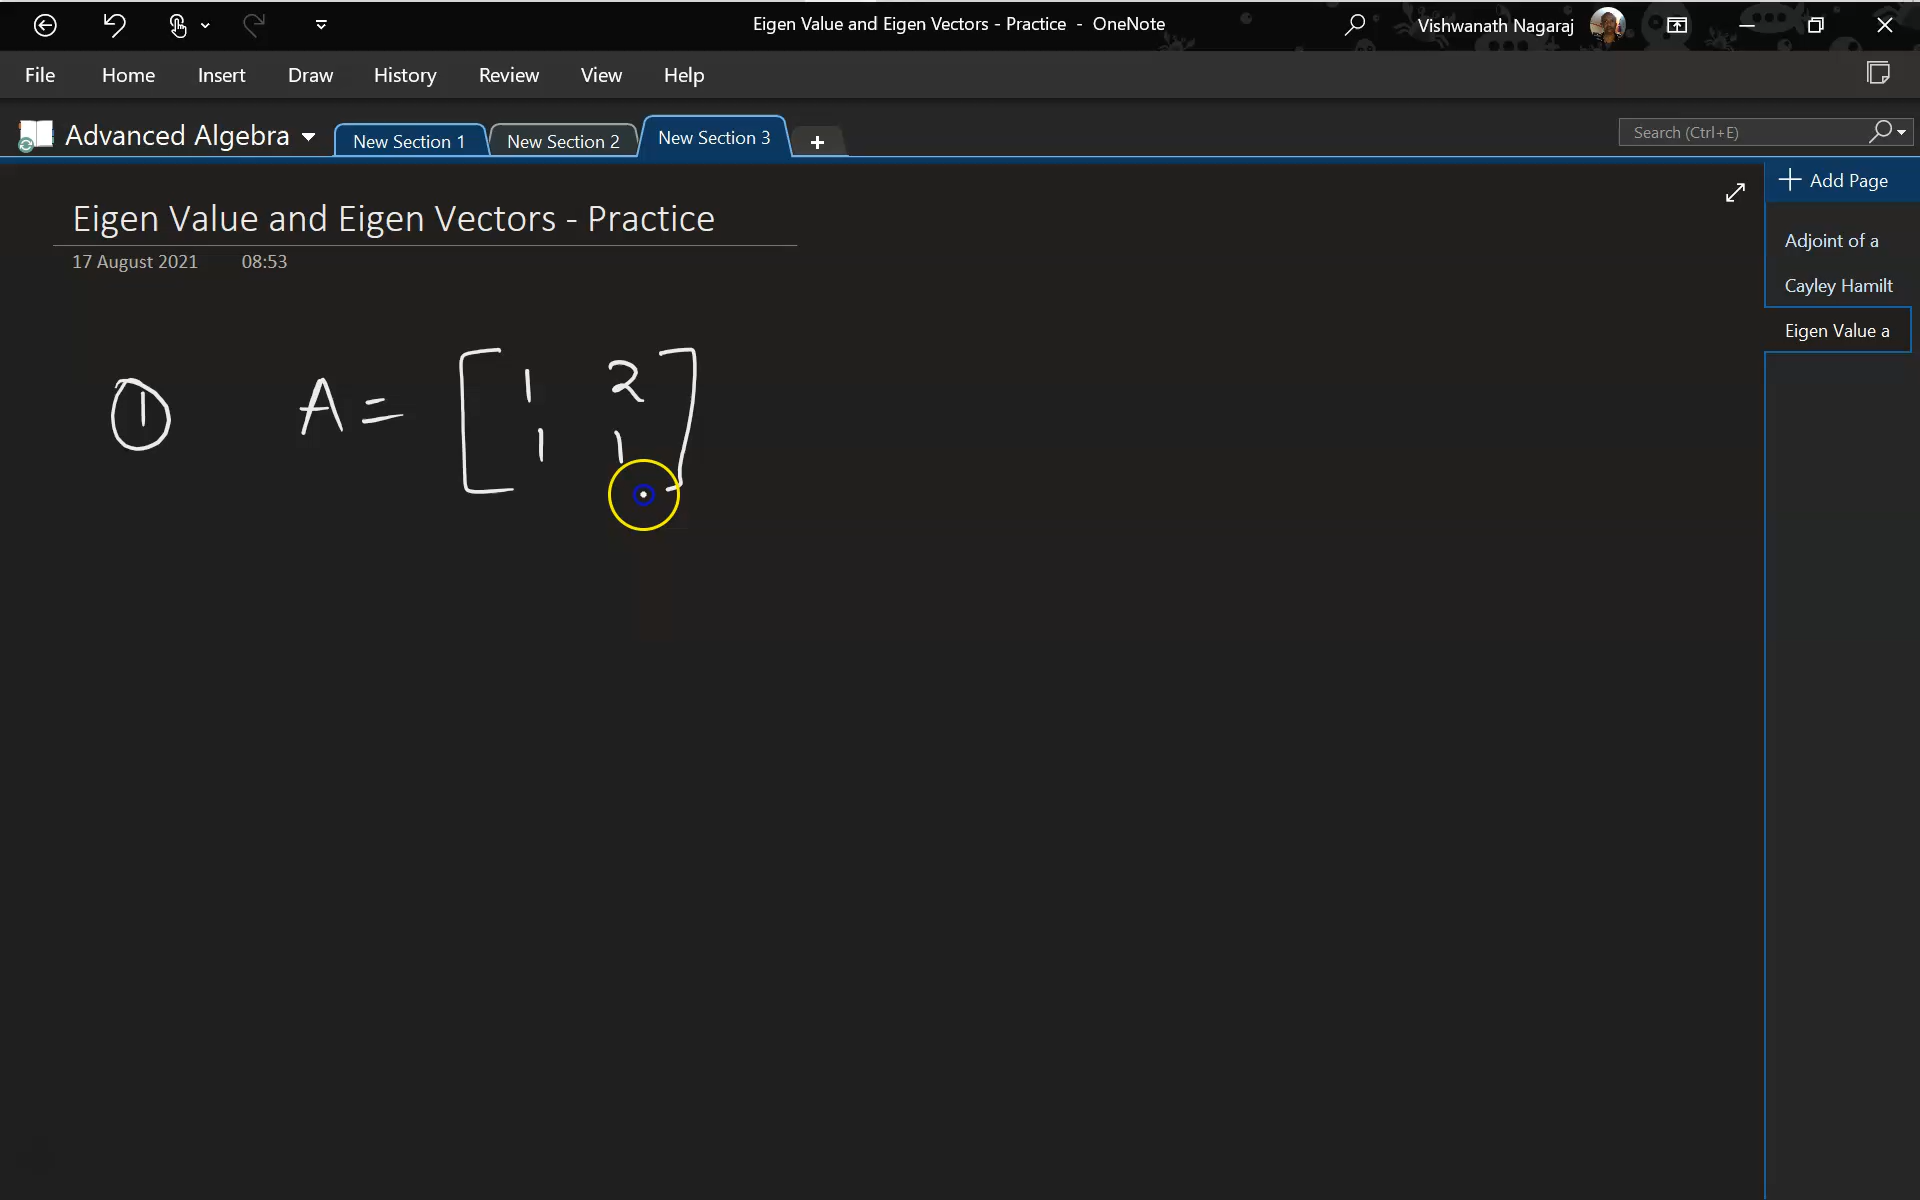 Eigen Value and Eigen Vectors - Practice - OneNote
Vishwanath Nagaraj
File Home Insert Draw History Review View Help
Advanced Algebra New Section 1 New Section 2 New Section 3 +
Search (Ctrl+E)
Add Page
Adjoint of a
Cayley Hamilt
Eigen Value a
Eigen Value and Eigen Vectors - Practice
17 August 2021 08:53
① A = [1 2
1 1]